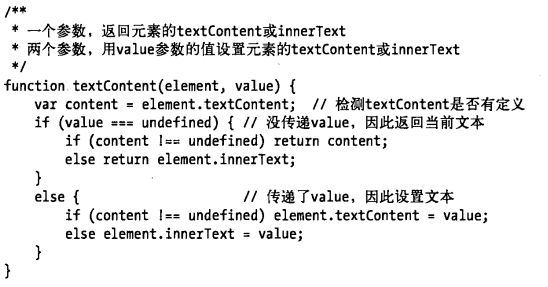 /**
 * 一个参数，返回元素的textContent或innerText
 * 两个参数，用value参数的值设置元素的textContent或innerText
 */
function textContent(element, value) {
    var content = element.textContent;  // 检测textContent是否有定义
    if (value === undefined) { // 没传递value，因此返回当前文本
        if (content !== undefined) return content;
        else return element.innerText;
    }
    else {                     // 传递了value，因此设置文本
        if (content !== undefined) element.textContent = value;
        else element.innerText = value;
    }
}